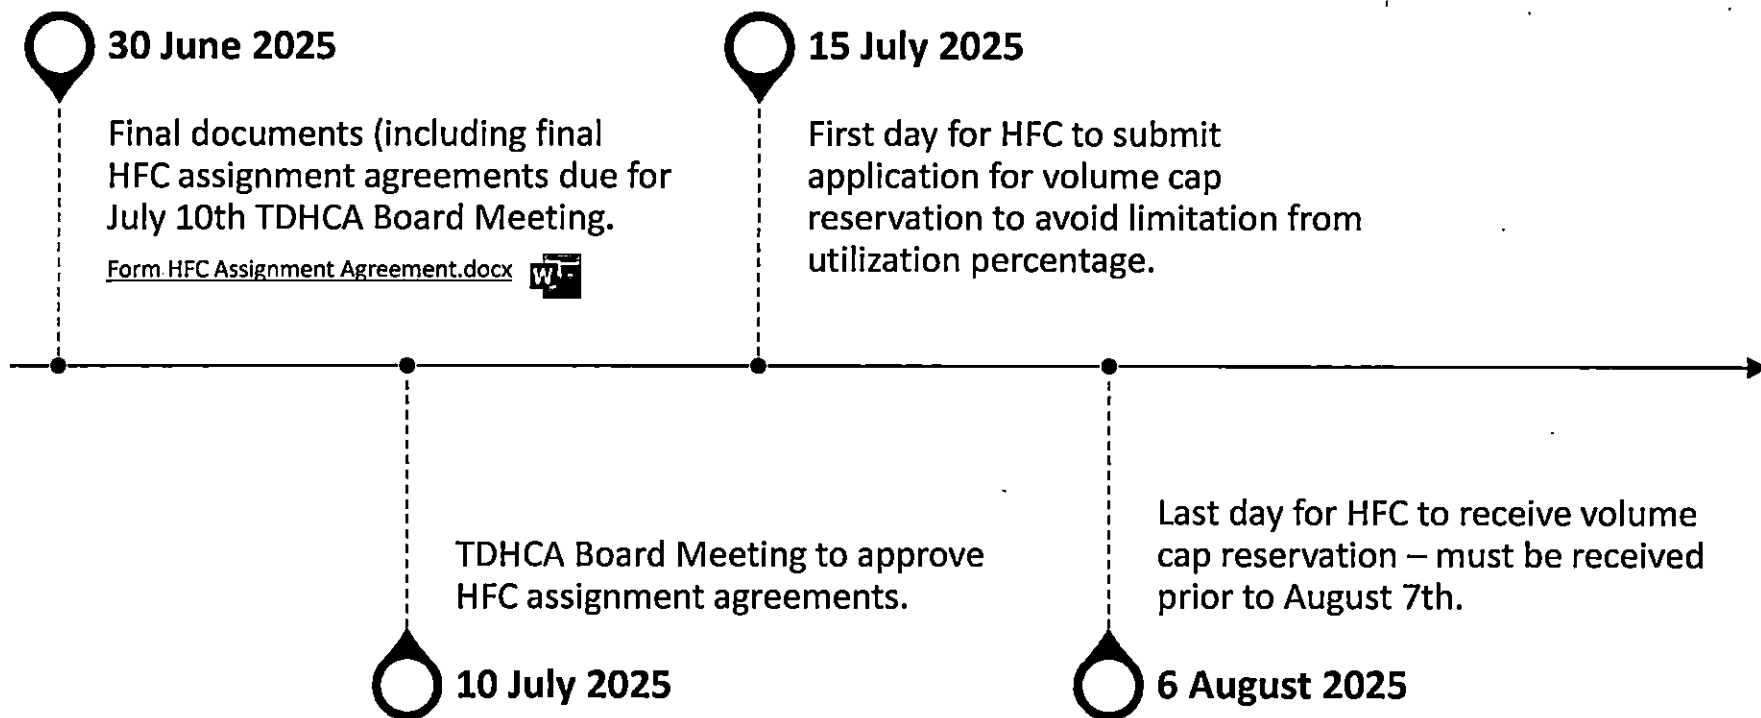 30 June 2025
Final documents (including final
HFC assignment agreements due for
July 10th TDHCA Board Meeting.
Form HFC Assignment Agreement.docx
W
15 July 2025
First day for HFC to submit
application for volume cap
reservation to avoid limitation from
utilization percentage.
TDHCA Board Meeting to approve
HFC assignment agreements.
10 July 2025
Last day for HFC to receive volume
cap reservation – must be received
prior to August 7th.
6 August 2025